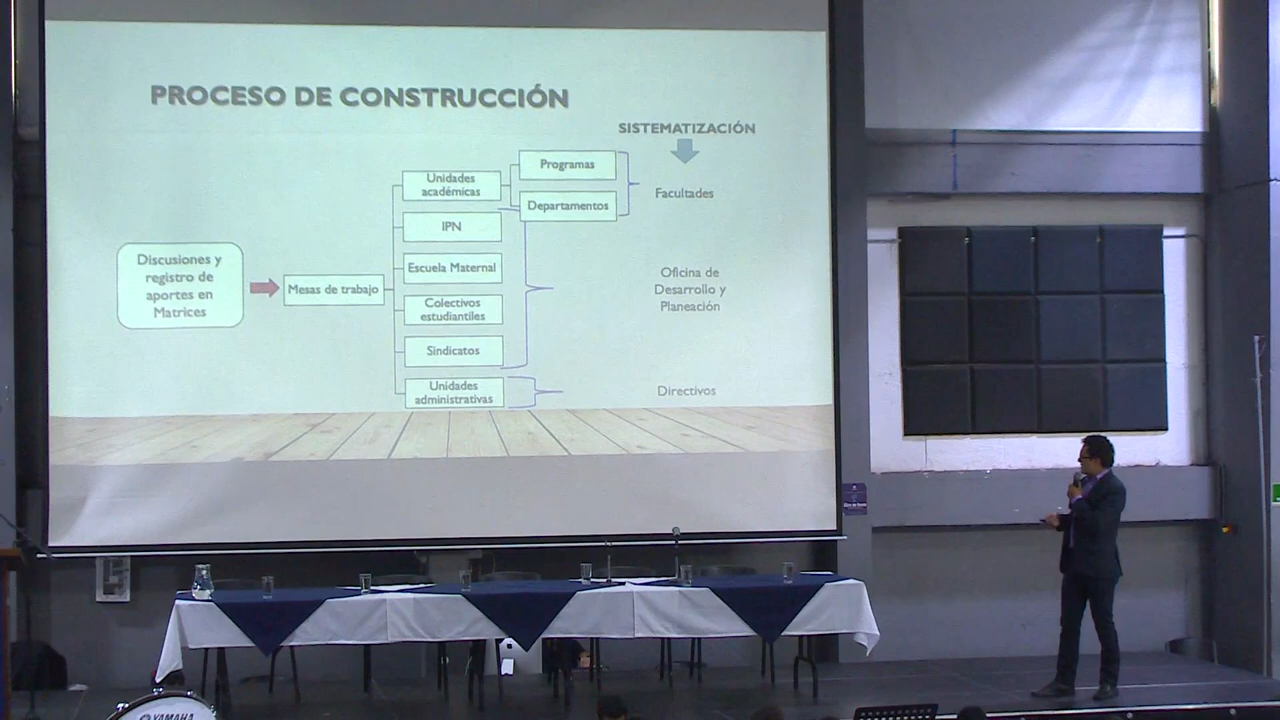 PROCESO DE CONSTRUCCIÓN
SISTEMATIZACIÓN
Discusiones y
registro de
aportes en
Matrices
Mesas de trabajo
Unidades
académicas
IPN
Escuela Maternal
Colectivos
estudiantiles
Sindicatos
Unidades
administrativas
Programas
Departamentos
Facultades
Oficina de
Desarrollo y
Planeación
Directivos
YAMAHA